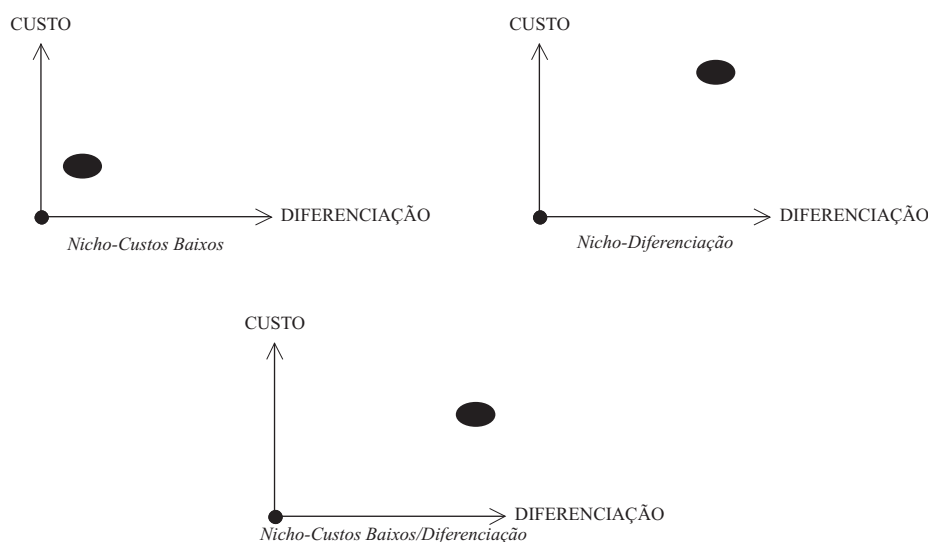 CUSTO
DIFERENCIAÇÃO
Nicho-Custos Baixos
CUSTO
DIFERENCIAÇÃO
Nicho-Diferenciação
CUSTO
DIFERENCIAÇÃO
Nicho-Custos Baixos/Diferenciação